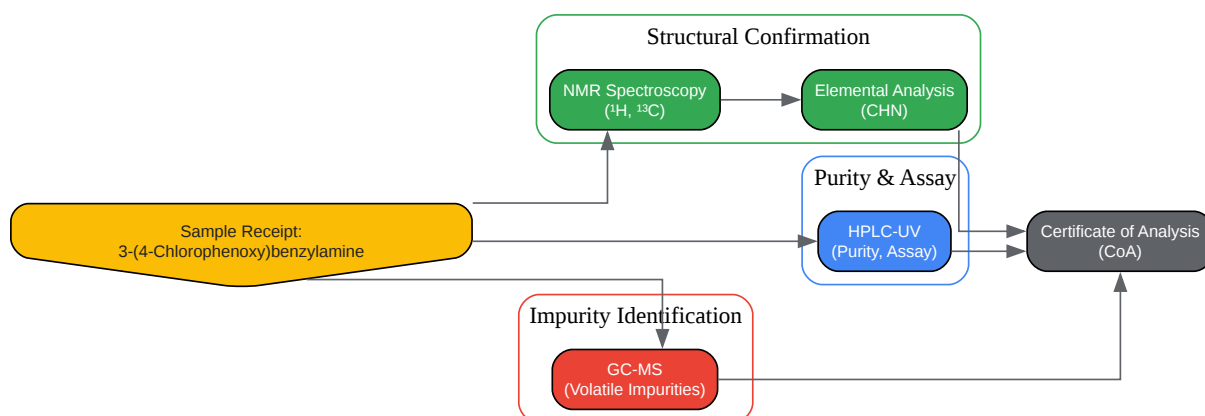 Structural Confirmation
NMR Spectroscopy
(¹H, ¹³C)
Elemental Analysis
(CHN)
Purity & Assay
HPLC-UV
(Purity, Assay)
Sample Receipt:
3-(4-Chlorophenoxy)benzylamine
Certificate of Analysis
(CoA)
Impurity Identification
GC-MS
(Volatile Impurities)